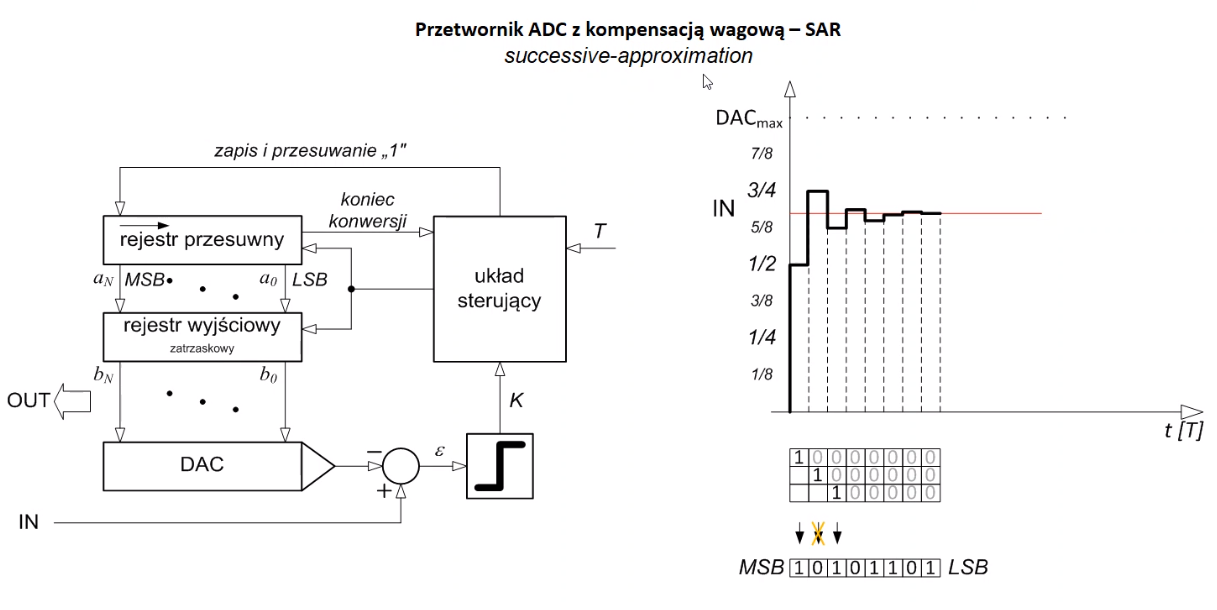 Przetwornik ADC z kompensacją wagową – SAR
successive-approximation
zapis i przesuwanie „1"
koniec
konwersji
rejestr przesuwny
T
a_N MSB a_0 LSB
układ
sterujący
rejestr wyjściowy
zatrzaskowy
b_N b_0
OUT
K
DAC
− ε
+
IN
DACmax
7/8
3/4
IN
5/8
1/2
3/8
1/4
1/8
t [T]
1 0 0 0 0 0 0 0
1 0 0 0 0 0 0
1 0 0 0 0 0
MSB 1 0 1 0 1 1 0 1 LSB